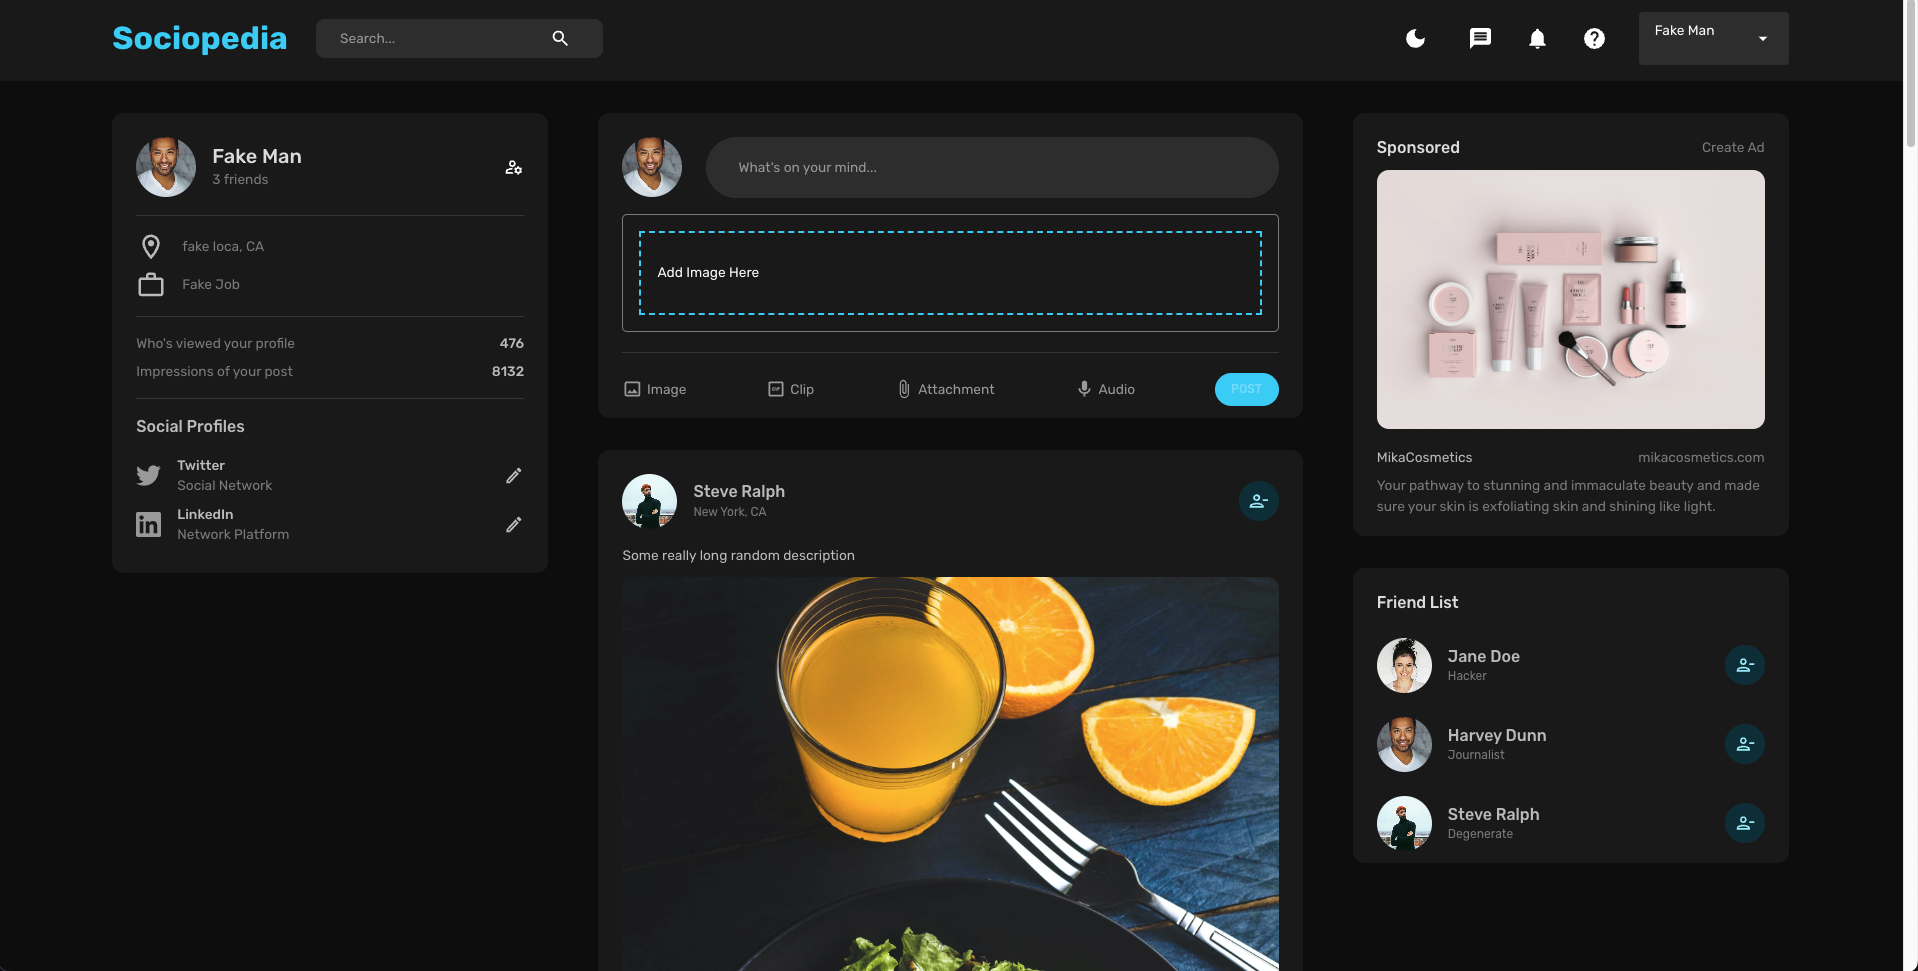 Sociopedia
Search...
Fake Man
Fake Man
3 friends
fake loca, CA
Fake Job
Who's viewed your profile 476
Impressions of your post 8132
Social Profiles
Twitter
Social Network
LinkedIn
Network Platform
What's on your mind...
Add Image Here
Image
GIF Clip
Attachment
Audio
POST
Steve Ralph
New York, CA
Some really long random description
Sponsored Create Ad
MikaCosmetics mikacosmetics.com
Your pathway to stunning and immaculate beauty and made
sure your skin is exfoliating skin and shining like light.
Friend List
Jane Doe
Hacker
Harvey Dunn
Journalist
Steve Ralph
Degenerate